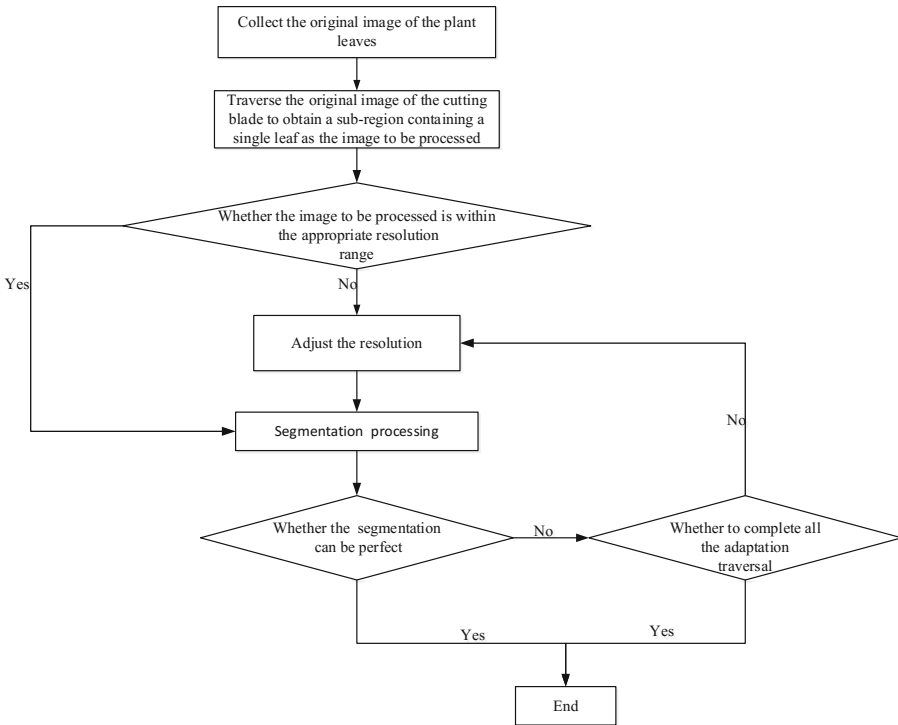 Collect the original image of the plant
leaves
Traverse the original image of the cutting
blade to obtain a sub-region containing a
single leaf as the image to be processed
Whether the image to be processed is within
the appropriate resolution
range
Yes
No
Adjust the resolution
No
Segmentation processing
Whether the segmentation
can be perfect
No
Whether to complete all
the adaptation
traversal
Yes
Yes
End